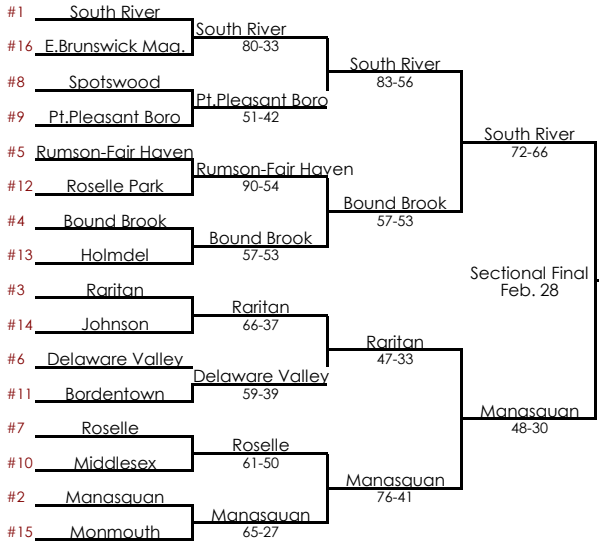 #1 South River
#16 E.Brunswick Mag.
South River
80-33
#8 Spotswood
#9 Pt.Pleasant Boro
Pt.Pleasant Boro
51-42
South River
83-56
#5 Rumson-Fair Haven
#12 Roselle Park
Rumson-Fair Haven
90-54
#4 Bound Brook
#13 Holmdel
Bound Brook
57-53
Bound Brook
57-53
South River
72-66
#3 Raritan
#14 Johnson
Raritan
66-37
#6 Delaware Valley
#11 Bordentown
Delaware Valley
59-39
Raritan
47-33
#7 Roselle
#10 Middlesex
Roselle
61-50
#2 Manasquan
#15 Monmouth
Manasquan
65-27
Manasquan
76-41
Manasquan
48-30
Sectional Final
Feb. 28